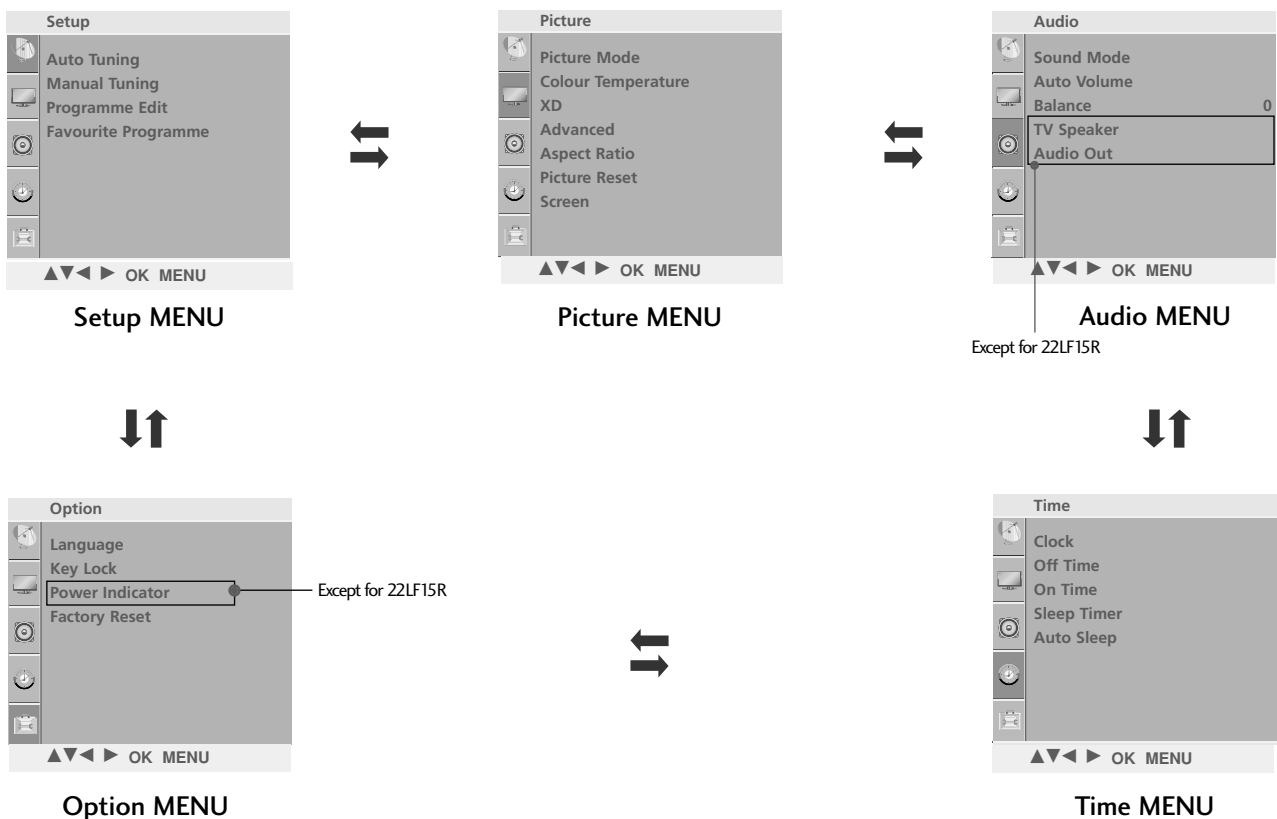 Setup
Auto Tuning
Manual Tuning
Programme Edit
Favourite Programme
OK MENU
Setup MENU
Picture
Picture Mode
Colour Temperature
XD
Advanced
Aspect Ratio
Picture Reset
Screen
OK MENU
Picture MENU
Audio
Sound Mode
Auto Volume
Balance 0
TV Speaker
Audio Out
OK MENU
Audio MENU
Except for 22LF15R
Option
Language
Key Lock
Power Indicator
Factory Reset
OK MENU
Option MENU
Except for 22LF15R
Time
Clock
Off Time
On Time
Sleep Timer
Auto Sleep
OK MENU
Time MENU